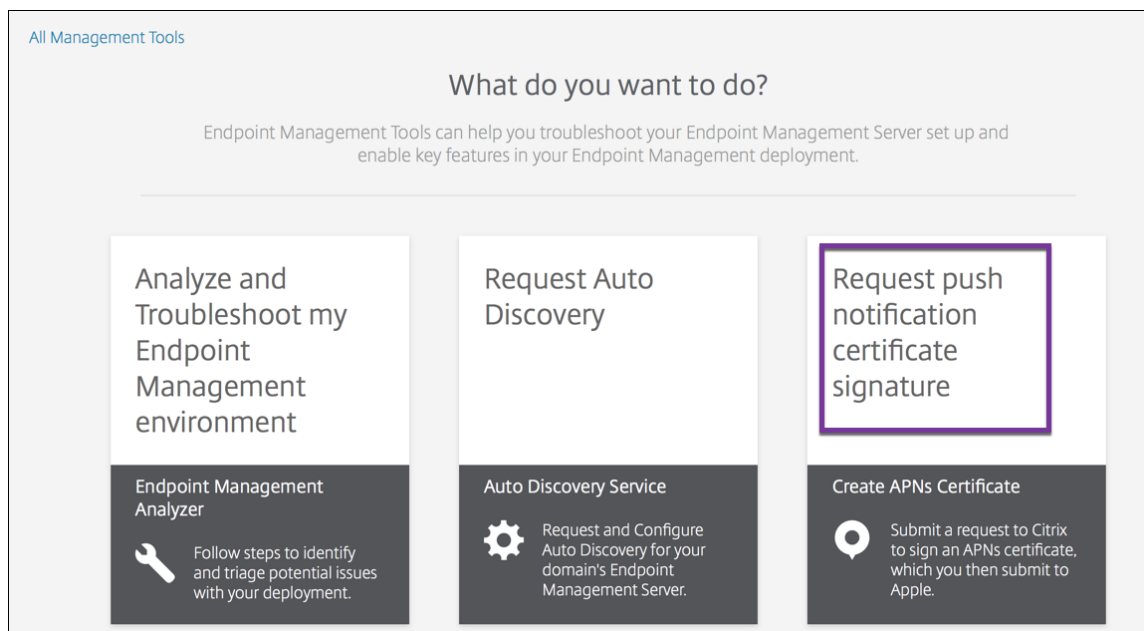 All Management Tools
What do you want to do?
Endpoint Management Tools can help you troubleshoot your Endpoint Management Server set up and
enable key features in your Endpoint Management deployment.
Analyze and
Troubleshoot my
Endpoint
Management
environment
Endpoint Management
Analyzer
Follow steps to identify
and triage potential issues
with your deployment.
Request Auto
Discovery
Auto Discovery Service
Request and Configure
Auto Discovery for your
domain's Endpoint
Management Server.
Request push
notification
certificate
signature
Create APNs Certificate
Submit a request to Citrix
to sign an APNs certificate,
which you then submit to
Apple.